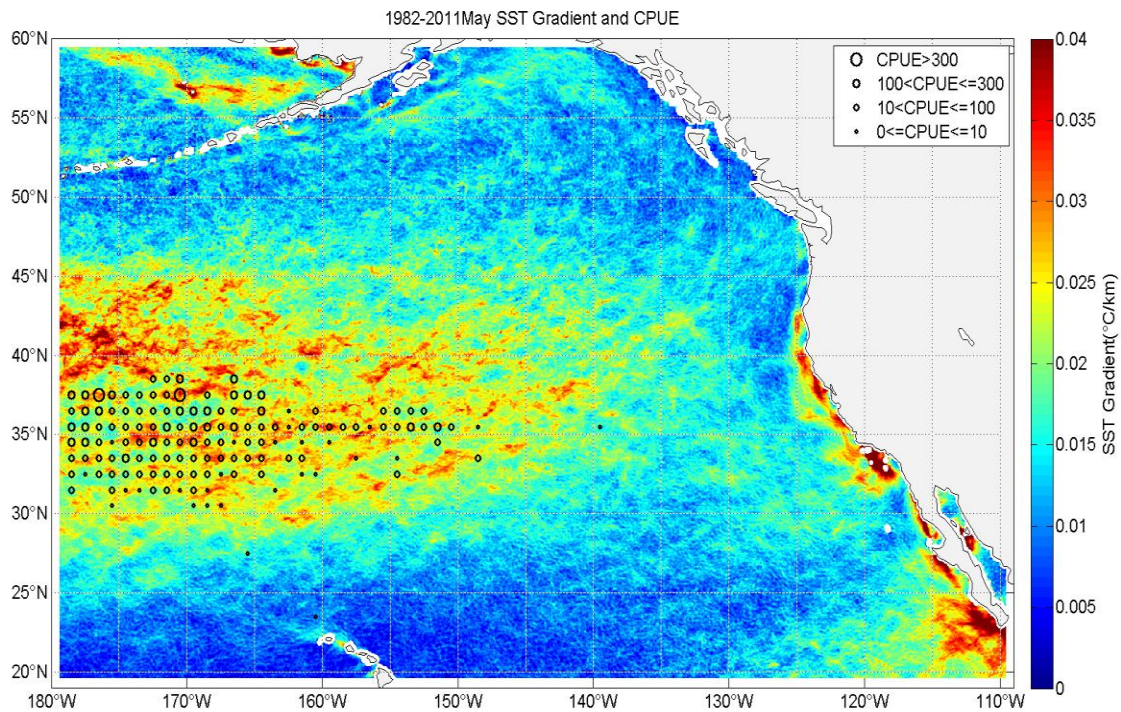 1982-2011May SST Gradient and CPUE
60°N
55°N
50°N
45°N
40°N
35°N
30°N
25°N
20°N
180°W
170°W
160°W
150°W
140°W
130°W
120°W
110°W
CPUE>300
100<CPUE<=300
10<CPUE<=100
0<=CPUE<=10
0.04
0.035
0.03
0.025
0.02
0.015
0.01
0.005
0
SST Gradient(°C/km)